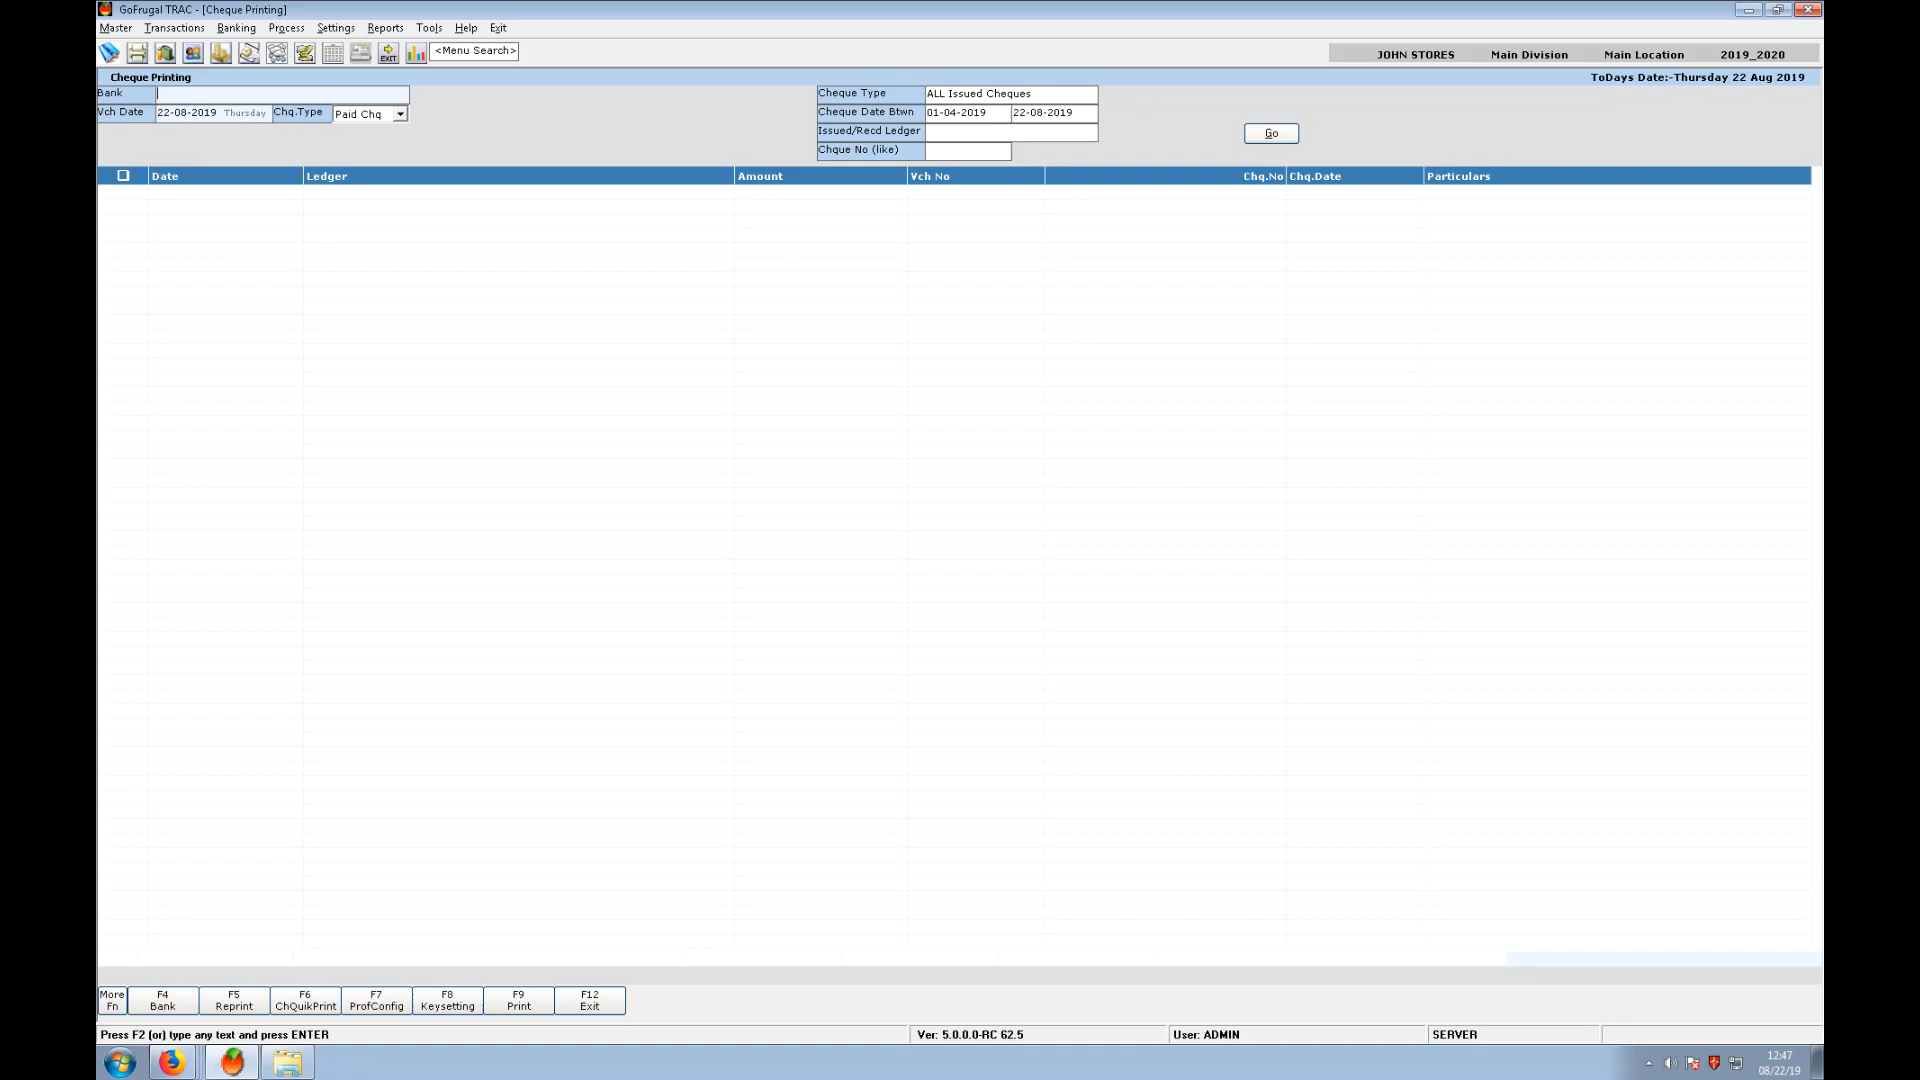 GoFrugal TRAC - [Cheque Printing]
Master Transactions Banking Process Settings Reports Tools Help Exit
EXIT <Menu Search> JOHN STORES Main Division Main Location 2019_2020
Cheque Printing ToDays Date:-Thursday 22 Aug 2019
Bank Cheque Type ALL Issued Cheques
Vch Date 22-08-2019 Thursday Chq.Type Paid Chq Cheque Date Btwn 01-04-2019 22-08-2019
Issued/Recd Ledger
Go
Chque No (like)
Date Ledger Amount Vch No Chq.No Chq.Date Particulars
More Fn F4 Bank F5 Reprint F6 ChQuikPrint F7 ProfConfig F8 Keysetting F9 Print F12 Exit
Press F2 (or) type any text and press ENTER Ver: 5.0.0.0-RC 62.5 User: ADMIN SERVER
12:47
08/22/19